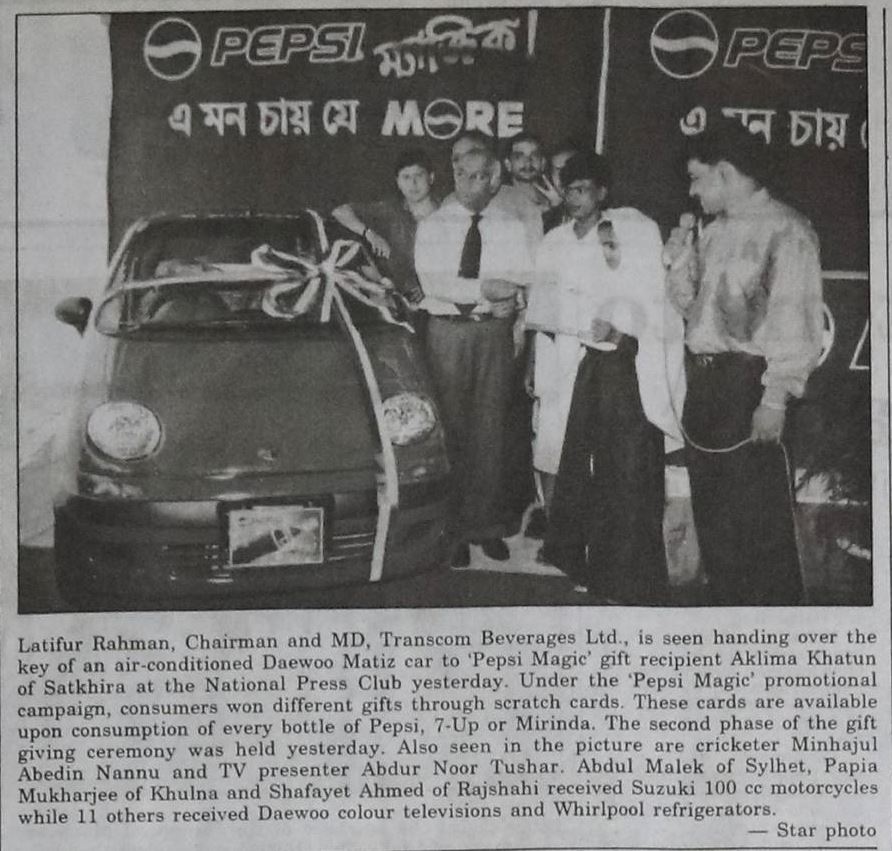 PEPSI ম্যাজিক
এ মন চায় যে MORE
PEPS
এ মন চায়
Latifur Rahman, Chairman and MD, Transcom Beverages Ltd., is seen handing over the
key of an air-conditioned Daewoo Matiz car to ‘Pepsi Magic’ gift recipient Aklima Khatun
of Satkhira at the National Press Club yesterday. Under the ‘Pepsi Magic’ promotional
campaign, consumers won different gifts through scratch cards. These cards are available
upon consumption of every bottle of Pepsi, 7-Up or Mirinda. The second phase of the gift
giving ceremony was held yesterday. Also seen in the picture are cricketer Minhajul
Abedin Nannu and TV presenter Abdur Noor Tushar. Abdul Malek of Sylhet, Papia
Mukharjee of Khulna and Shafayet Ahmed of Rajshahi received Suzuki 100 cc motorcycles
while 11 others received Daewoo colour televisions and Whirlpool refrigerators.
— Star photo